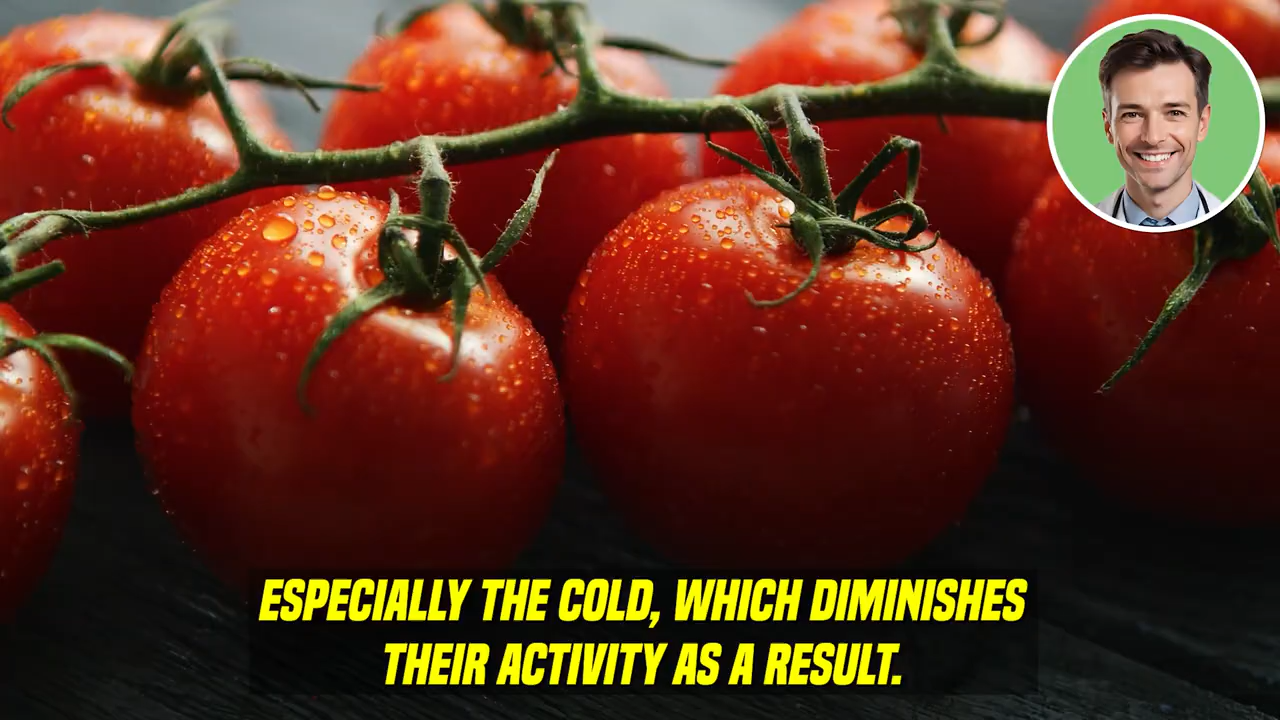 ESPECIALLY THE COLD, WHICH DIMINISHES
THEIR ACTIVITY AS A RESULT.